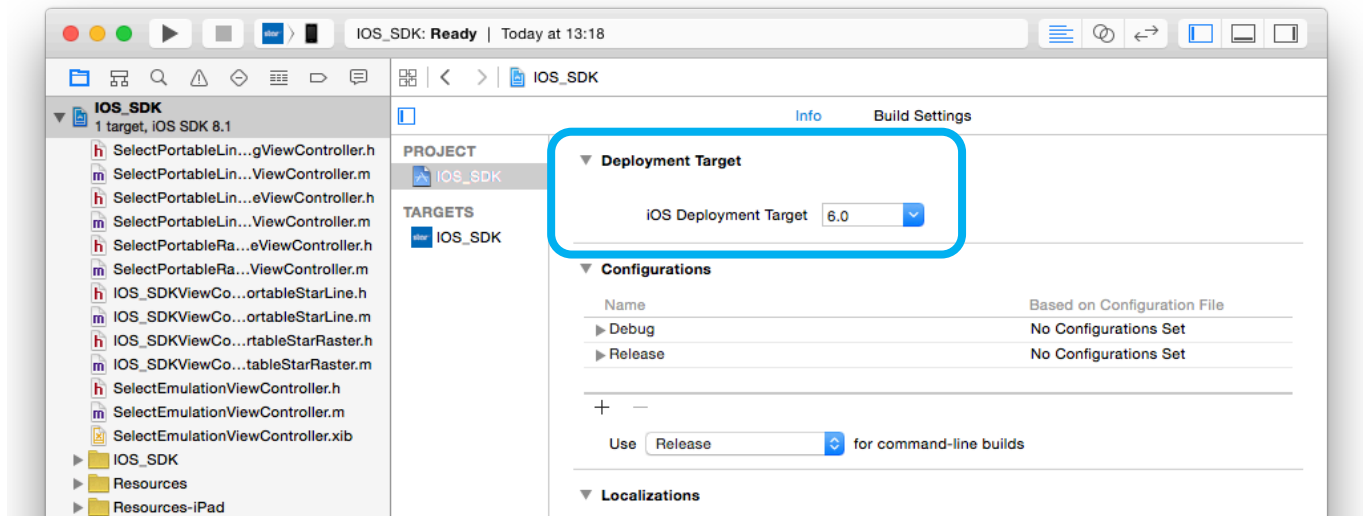 IOS_SDK: Ready | Today at 13:18
IOS_SDK
IOS_SDK
1 target, iOS SDK 8.1
SelectPortableLin...gViewController.h
SelectPortableLin...ViewController.m
SelectPortableLin...eViewController.h
SelectPortableLin...ViewController.m
SelectPortableRa...eViewController.h
SelectPortableRa...ViewController.m
IOS_SDKViewCo...ortableStarLine.h
IOS_SDKViewCo...ortableStarLine.m
IOS_SDKViewCo...rtableStarRaster.h
IOS_SDKViewCo...tableStarRaster.m
SelectEmulationViewController.h
SelectEmulationViewController.m
SelectEmulationViewController.xib
IOS_SDK
Resources
Resources-iPad
Info Build Settings
PROJECT
IOS_SDK
TARGETS
IOS_SDK
Deployment Target
iOS Deployment Target 6.0
Configurations
Name Based on Configuration File
Debug No Configurations Set
Release No Configurations Set
Use Release for command-line builds
Localizations